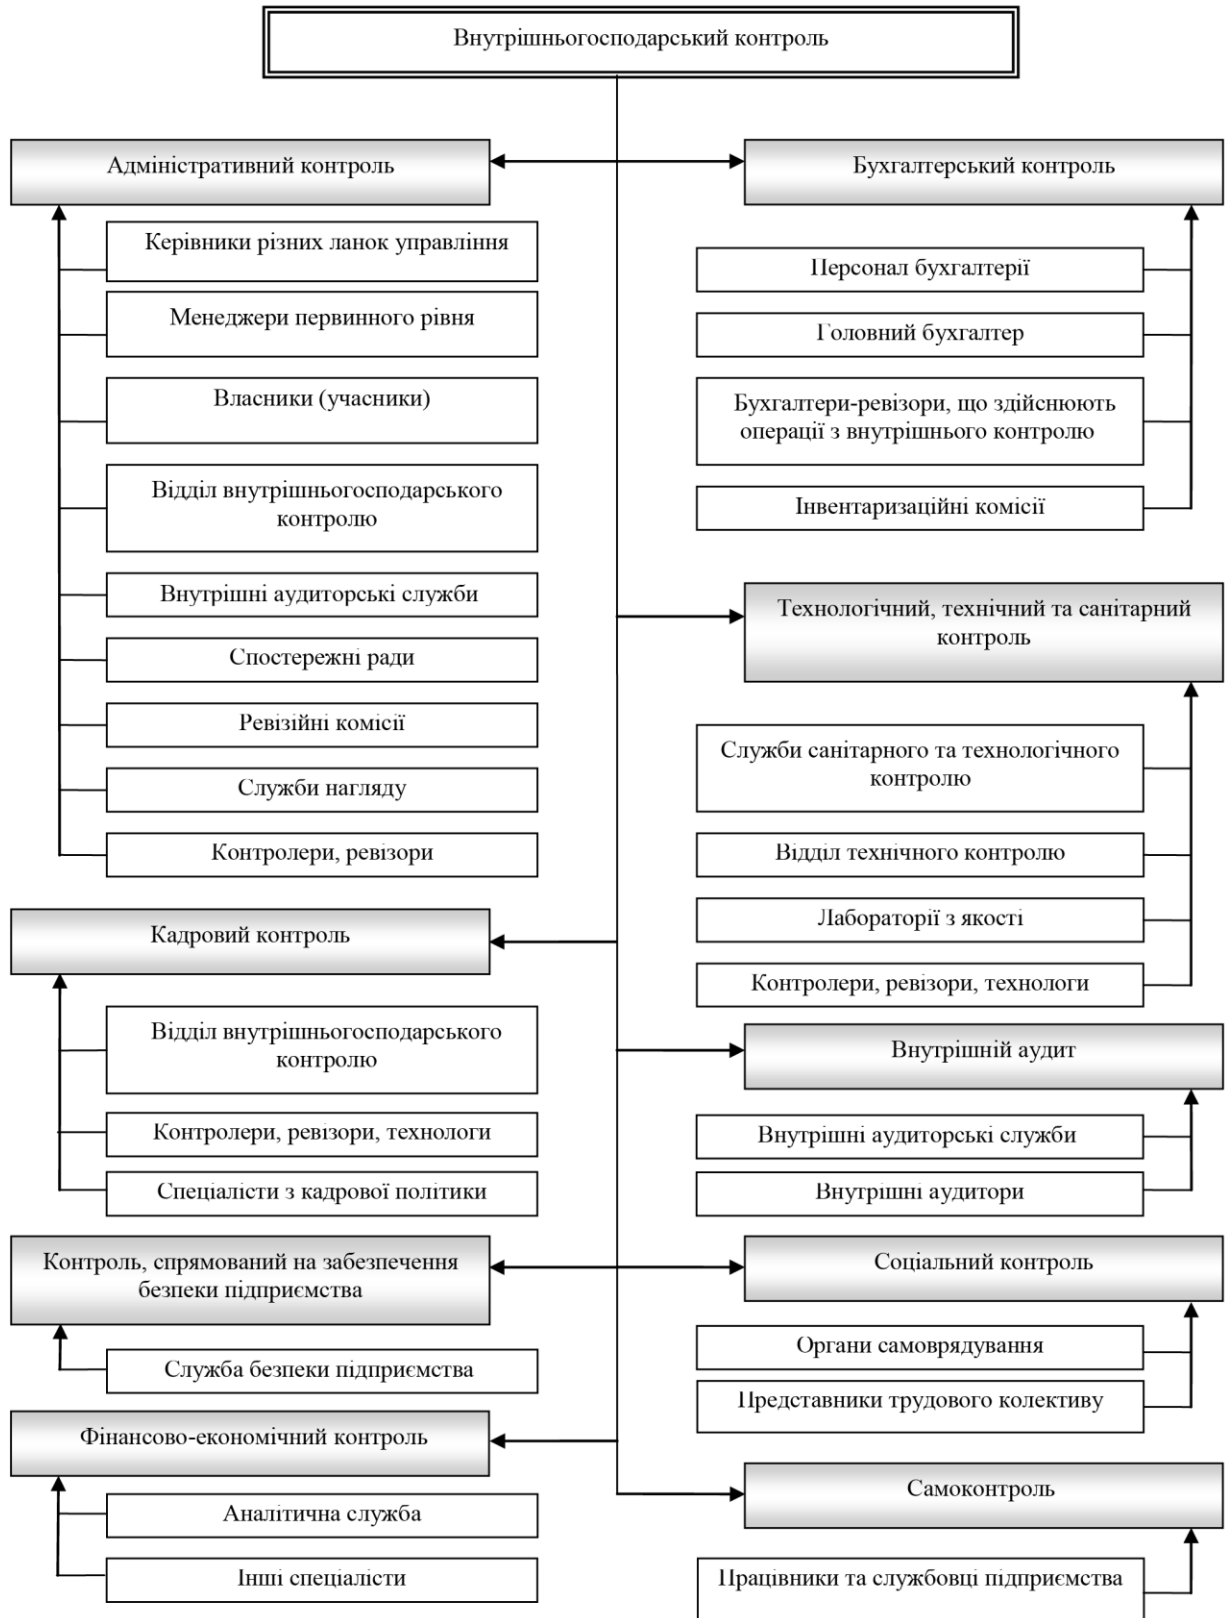 Внутрішньогосподарський контроль
Адміністративний контроль
Керівники різних ланок управління
Менеджери первинного рівня
Власники (учасники)
Відділ внутрішньогосподарського
контролю
Внутрішні аудиторські служби
Спостережні ради
Ревізійні комісії
Служби нагляду
Контролери, ревізори
Кадровий контроль
Відділ внутрішньогосподарського
контролю
Контролери, ревізори, технологи
Спеціалісти з кадрової політики
Контроль, спрямований на забезпечення
безпеки підприємства
Служба безпеки підприємства
Фінансово-економічний контроль
Аналітична служба
Інші спеціалісти
Бухгалтерський контроль
Персонал бухгалтерії
Головний бухгалтер
Бухгалтери-ревізори, що здійснюють
операції з внутрішнього контролю
Інвентаризаційні комісії
Технологічний, технічний та санітарний
контроль
Служби санітарного та технологічного
контролю
Відділ технічного контролю
Лабораторії з якості
Контролери, ревізори, технологи
Внутрішній аудит
Внутрішні аудиторські служби
Внутрішні аудитори
Соціальний контроль
Органи самоврядування
Представники трудового колективу
Самоконтроль
Працівники та службовці підприємства